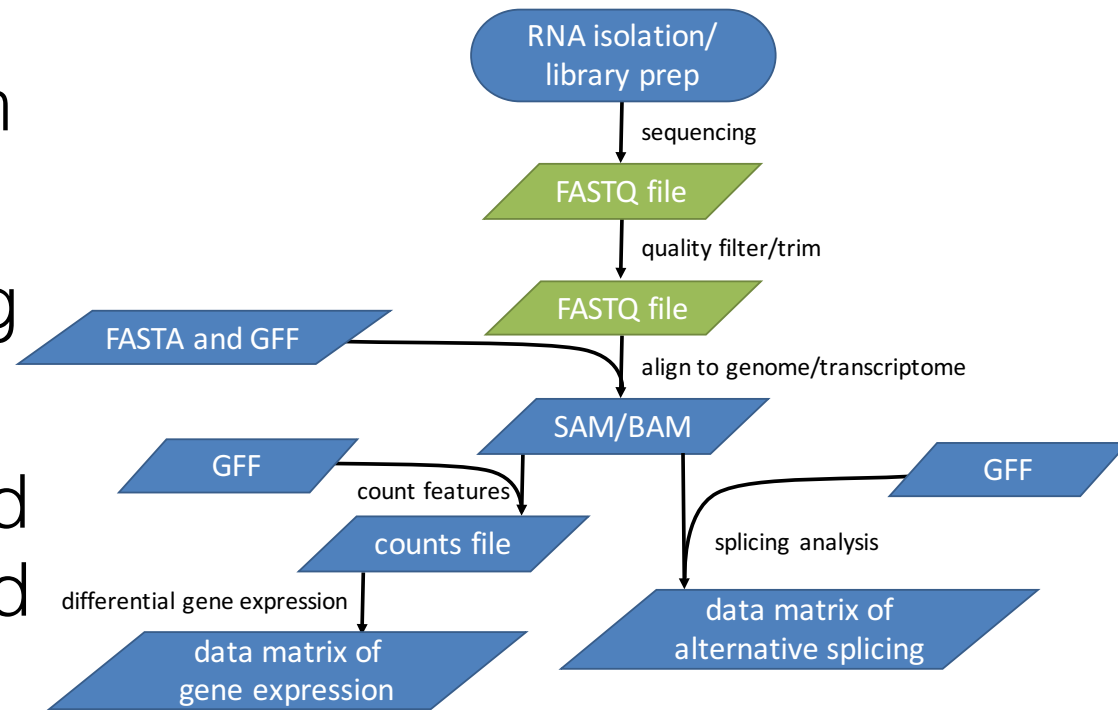 RNA isolation/
library prep
sequencing
FASTQ file
quality filter/trim
FASTQ file
FASTA and GFF
align to genome/transcriptome
SAM/BAM
GFF
GFF
count features
counts file
splicing analysis
differential gene expression
data matrix of
gene expression
data matrix of
alternative splicing